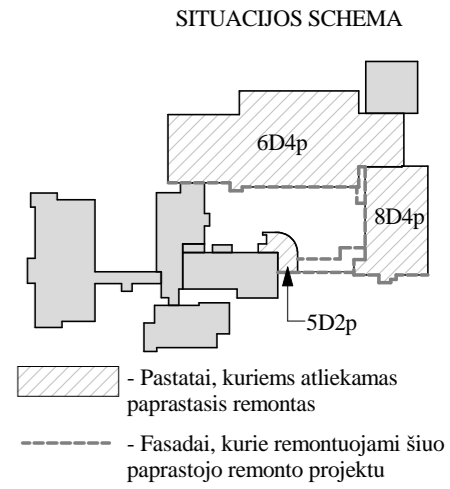 SITUACIJOS SCHEMA
6D4p
8D4p
5D2p
- Pastatai, kuriems atliekamas
paprastasis remontas
- Fasadai, kurie remontuojami šiuo
paprastojo remonto projektu